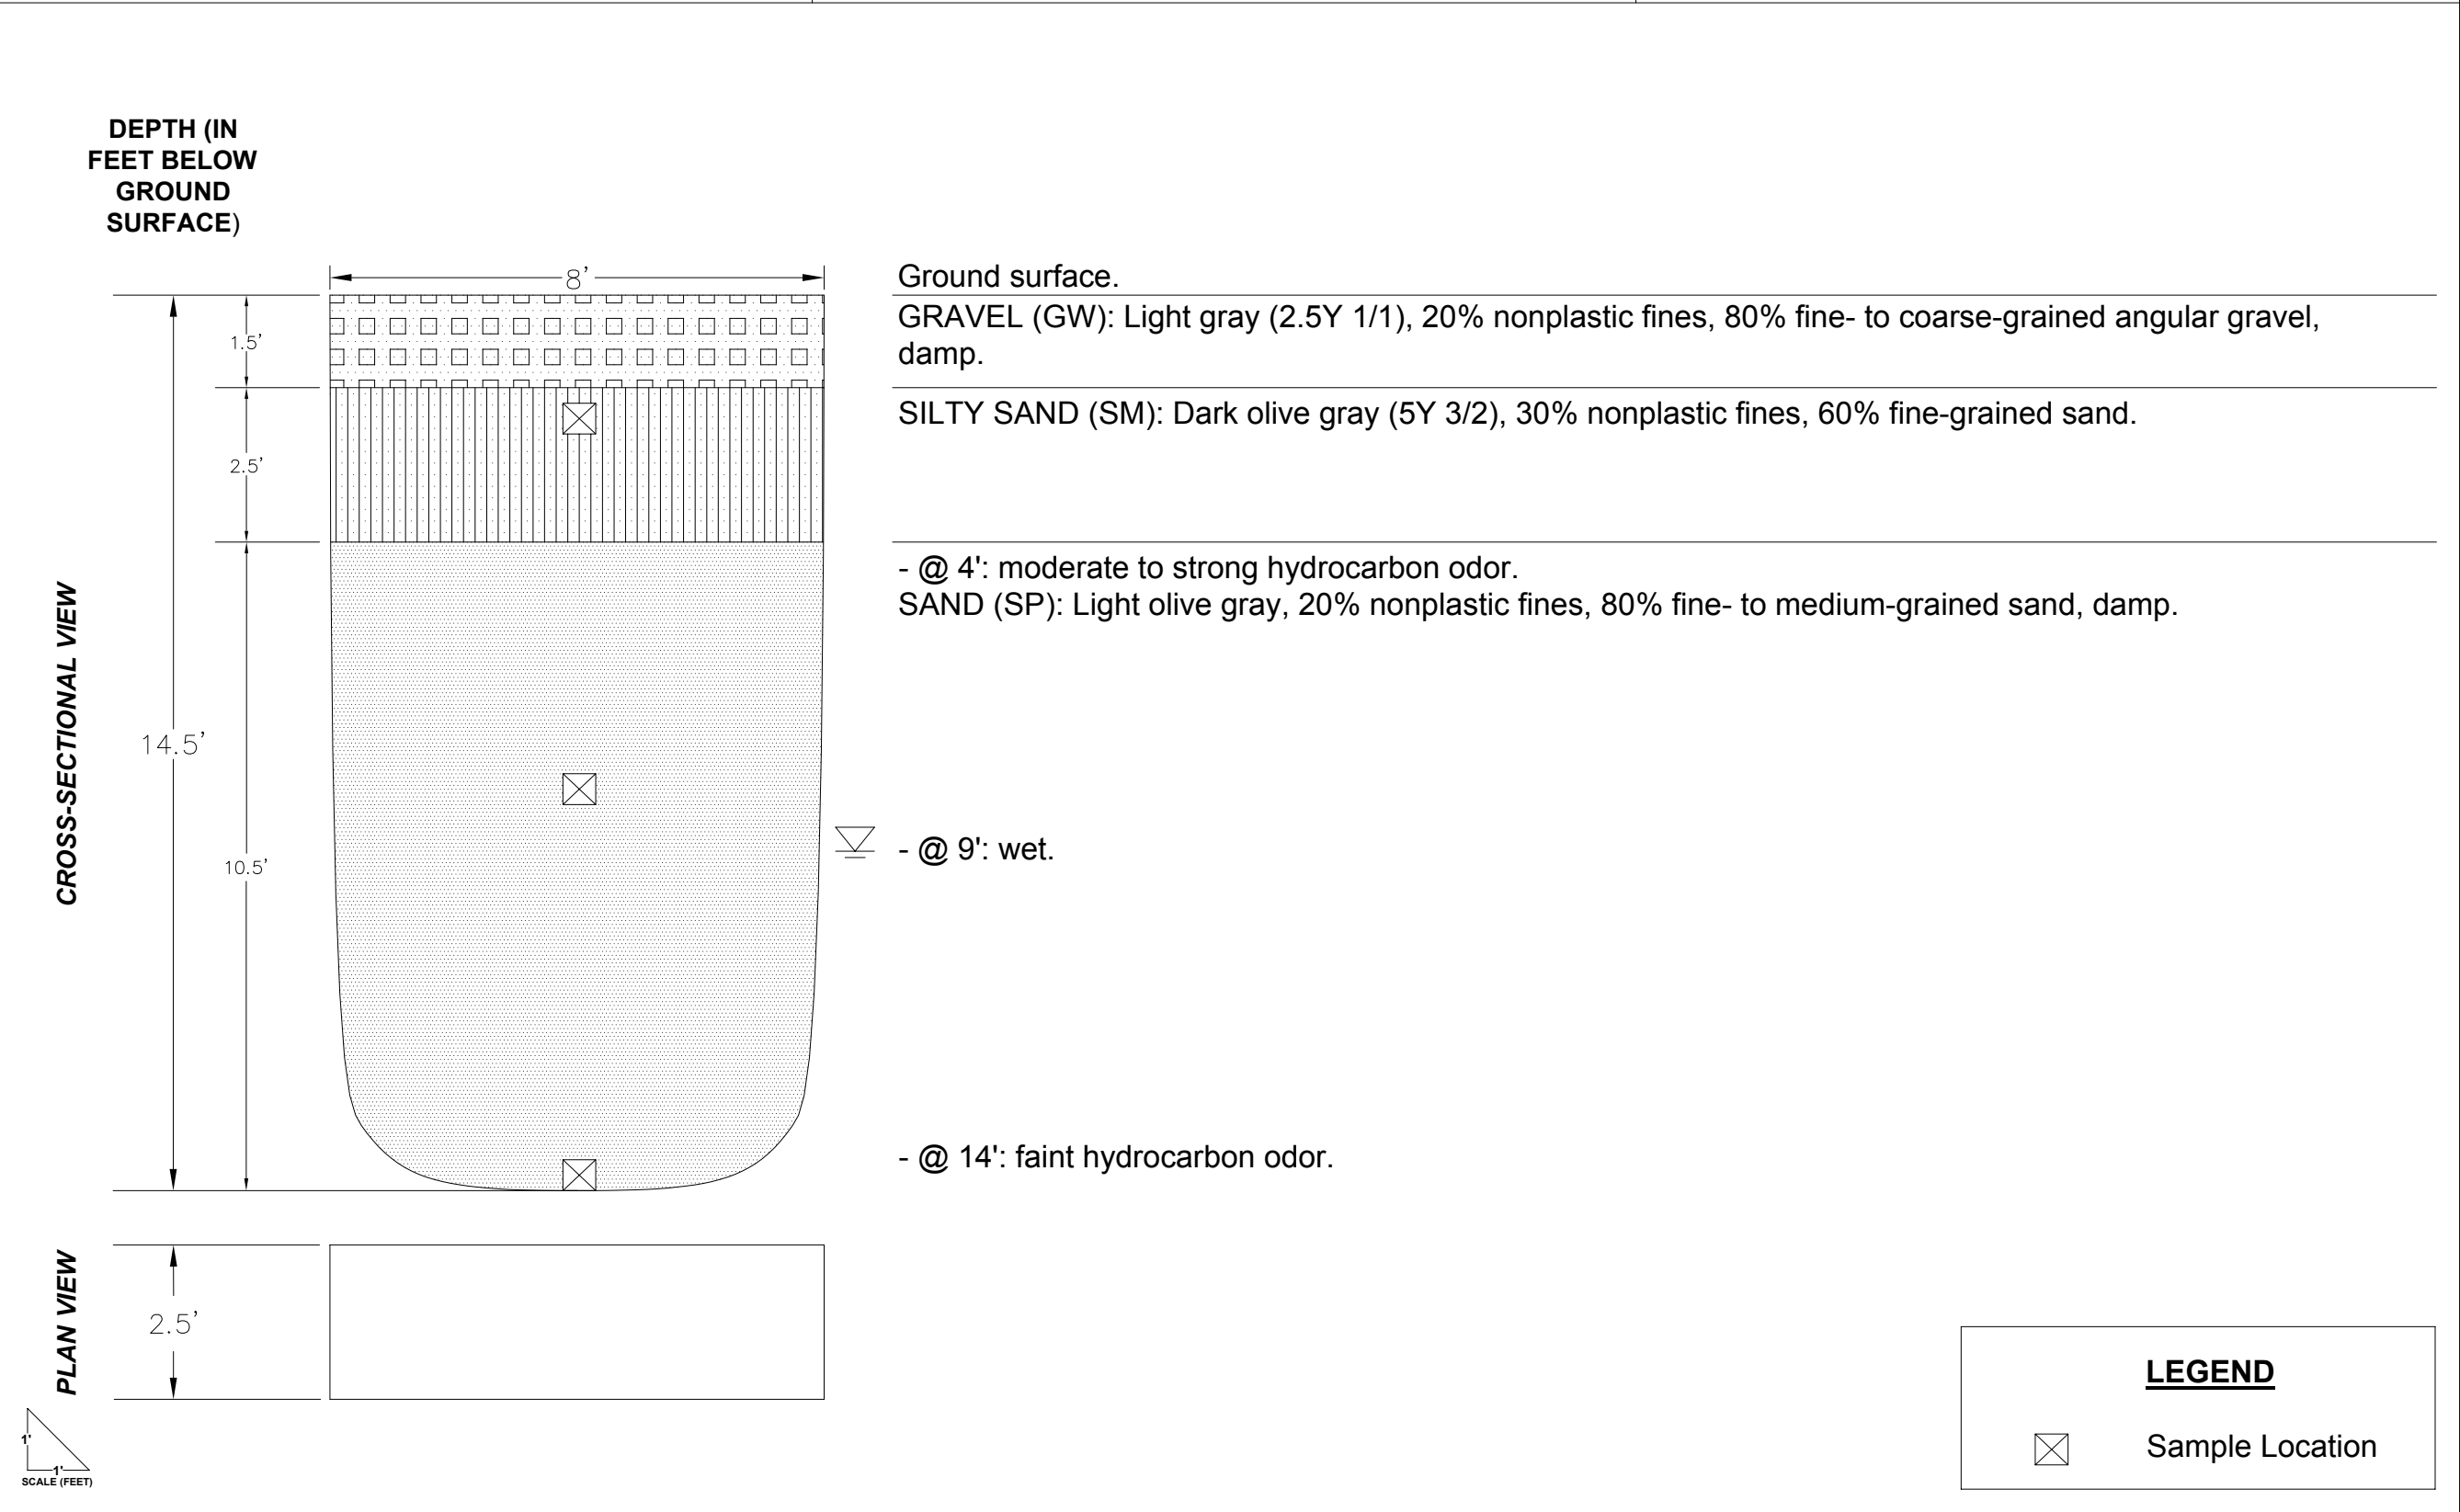 DEPTH (IN
FEET BELOW
GROUND
SURFACE)
8'
Ground surface.
1.5'
GRAVEL (GW): Light gray (2.5Y 1/1), 20% nonplastic fines, 80% fine- to coarse-grained angular gravel,
damp.
2.5'
SILTY SAND (SM): Dark olive gray (5Y 3/2), 30% nonplastic fines, 60% fine-grained sand.
- @ 4': moderate to strong hydrocarbon odor.
SAND (SP): Light olive gray, 20% nonplastic fines, 80% fine- to medium-grained sand, damp.
CROSS-SECTIONAL VIEW
14.5'
10.5'
- @ 9': wet.
- @ 14': faint hydrocarbon odor.
PLAN VIEW
2.5'
1'
1'
SCALE (FEET)
LEGEND
Sample Location